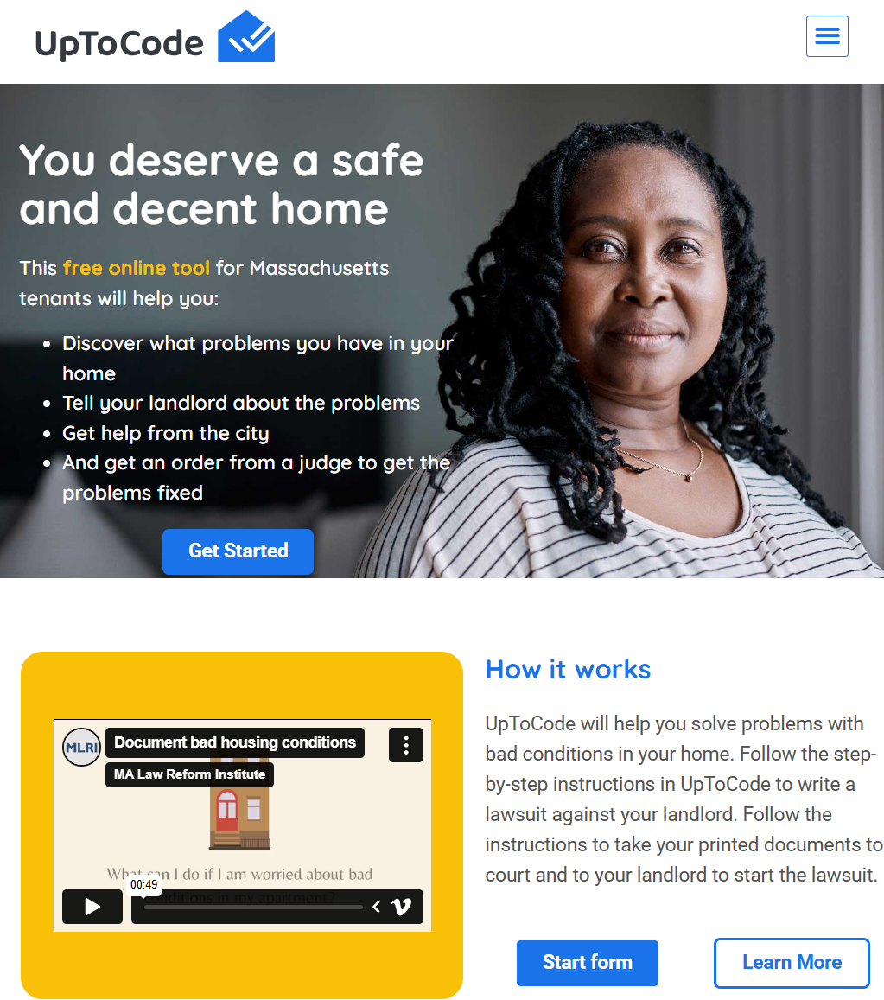 UpToCode
You deserve a safe
and decent home
This free online tool for Massachusetts
tenants will help you:
• Discover what problems you have in your
home
• Tell your landlord about the problems
• Get help from the city
• And get an order from a judge to get the
problems fixed
Get Started
MLRI
Document bad housing conditions
MA Law Reform Institute
What can I do if I am worried about bad
conditions in my apartment?
00:49
How it works
UpToCode will help you solve problems with
bad conditions in your home. Follow the step-
by-step instructions in UpToCode to write a
lawsuit against your landlord. Follow the
instructions to take your printed documents to
court and to your landlord to start the lawsuit.
Start form
Learn More